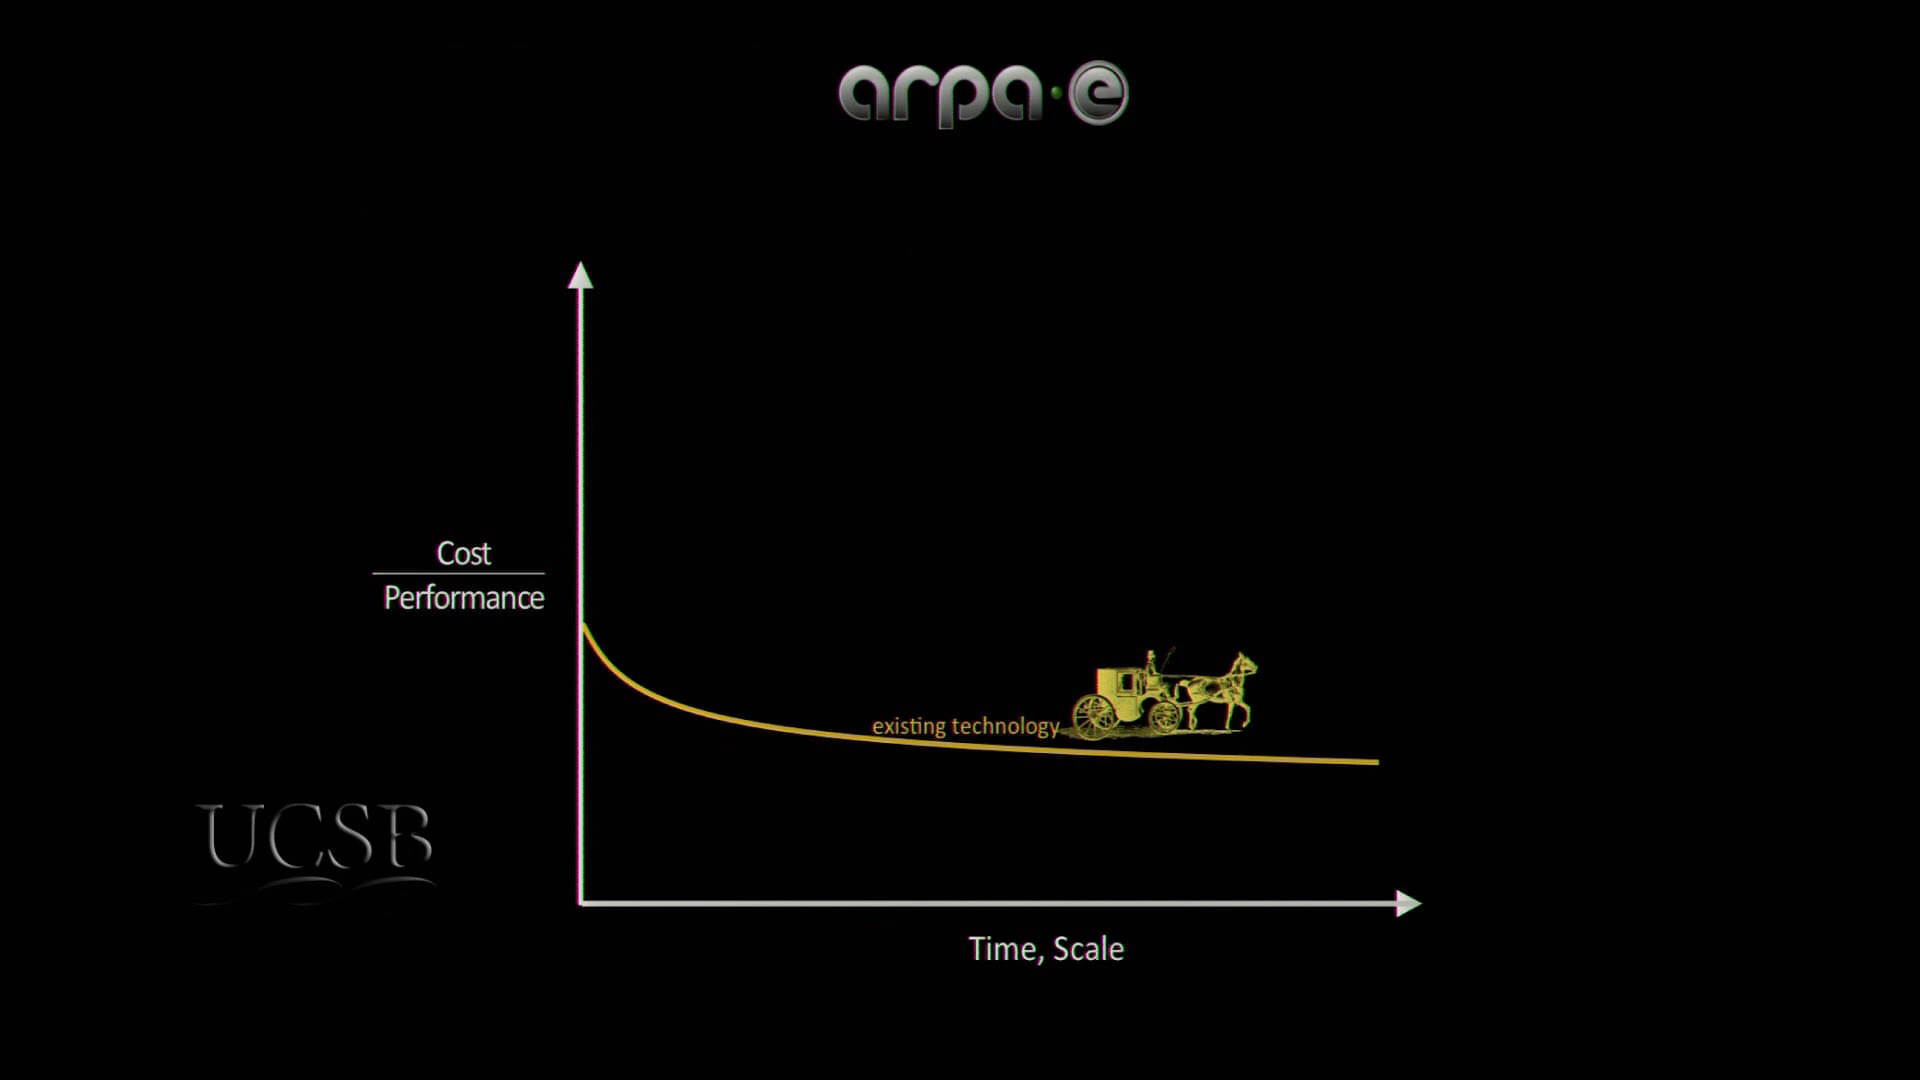 arpa·e
Cost
Performance
existing technology
UCSB
Time, Scale